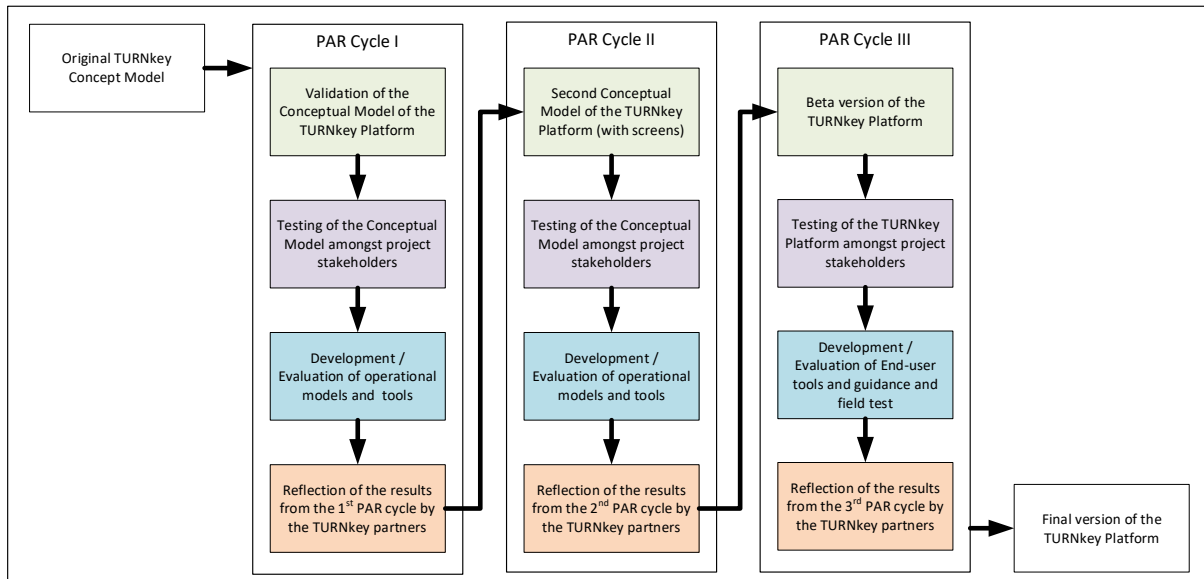 Original TURNkey
Concept Model
PAR Cycle I
Validation of the
Conceptual Model of the
TURNkey Platform
Testing of the Conceptual
Model amongst project
stakeholders
Development /
Evaluation of operational
models and  tools
Reflection of the results
from the 1st PAR cycle by
the TURNkey partners
PAR Cycle II
Second Conceptual
Model of the TURNkey
Platform (with screens)
Testing of the Conceptual
Model amongst project
stakeholders
Development /
Evaluation of operational
models and tools
Reflection of the results
from the 2nd PAR cycle by
the TURNkey partners
PAR Cycle III
Beta version of the
TURNkey Platform
Testing of the TURNkey
Platform amongst project
stakeholders
Development /
Evaluation of End-user
tools and guidance and
field test
Reflection of the results
from the 3rd PAR cycle by
the TURNkey partners
Final version of the
TURNkey Platform